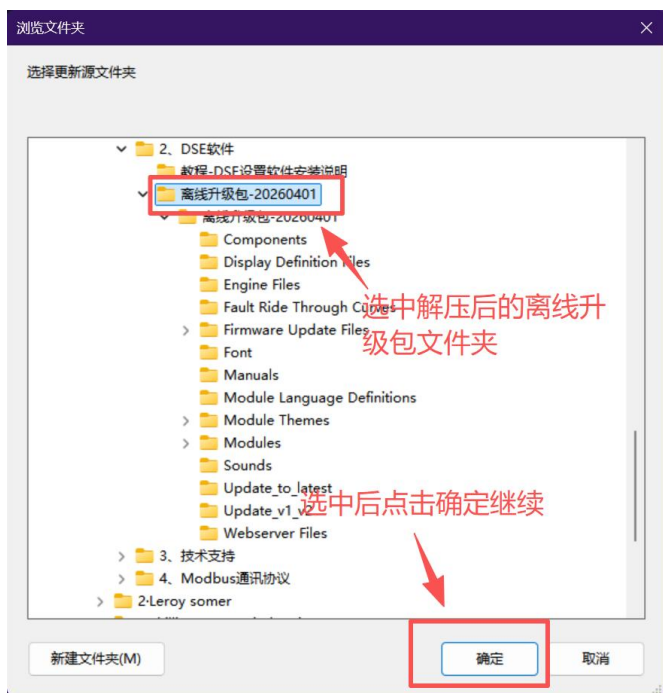 浏览文件夹
选择更新源文件夹
2、DSE软件
教程-DSE设置软件安装说明
离线升级包-20260401
离线升级包-20260401
Components
Display Definition Files
Engine Files
Fault Ride Through Curves
选中解压后的离线升
Firmware Update Files
级包文件夹
Font
Manuals
Module Language Definitions
Module Themes
Modules
Sounds
Update_to_latest
选中后点击确定继续
Update_v1_v2
Webserver Files
3、技术支持
4、Modbus通讯协议
2·Leroy somer
新建文件夹(M)
确定
取消